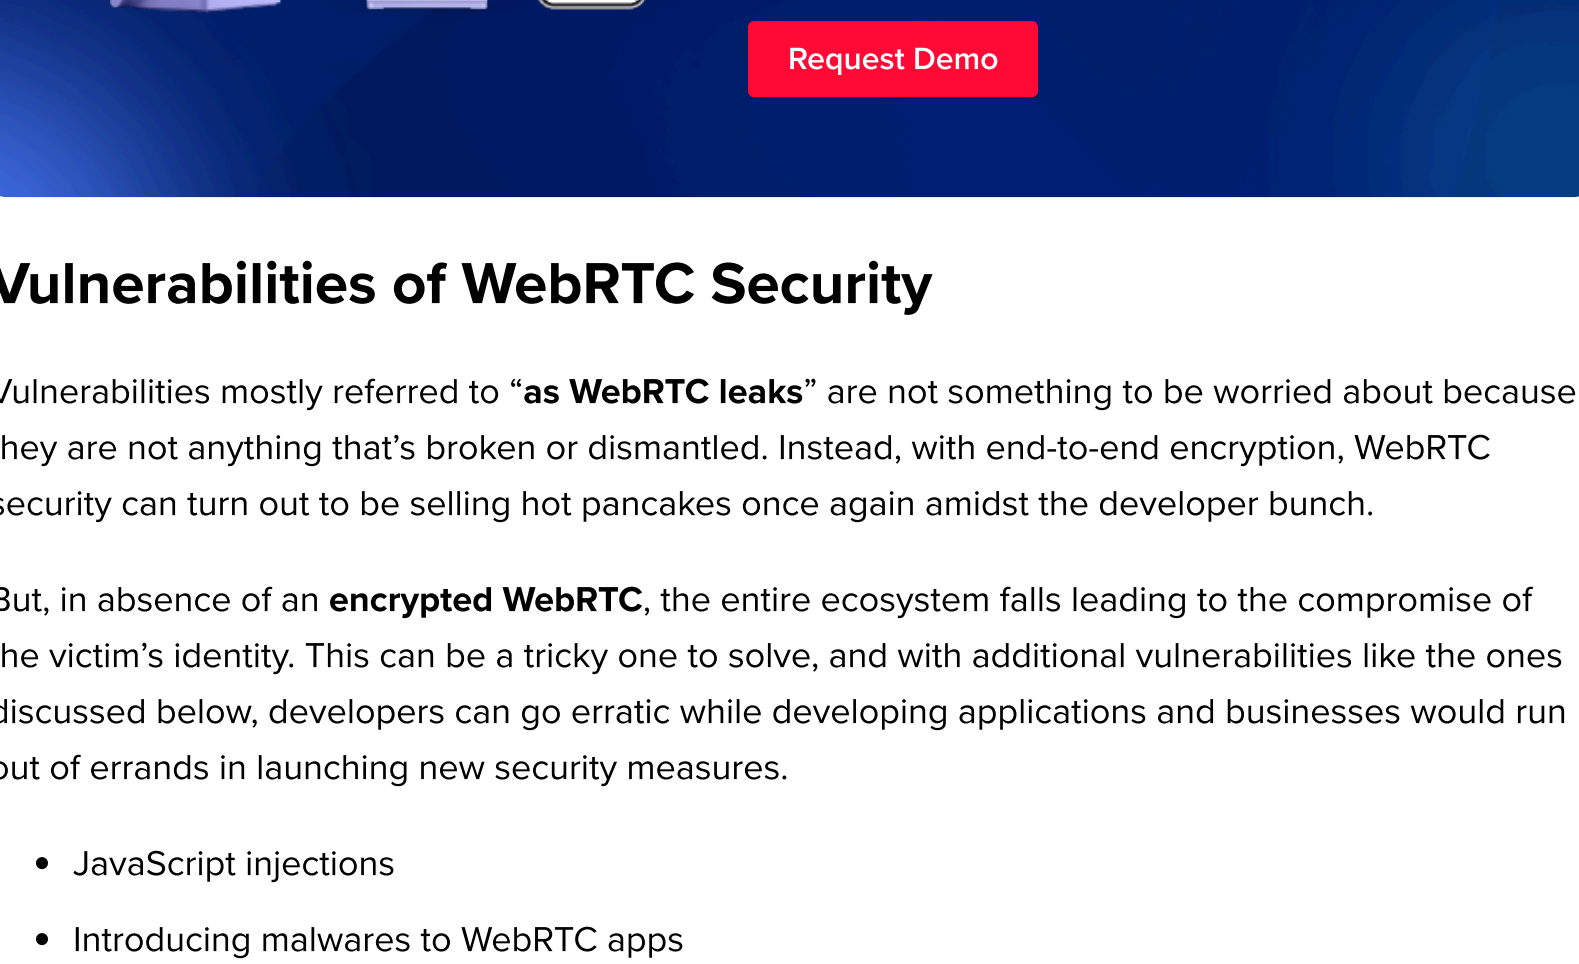 Request Demo
Vulnerabilities of WebRTC Security
Vulnerabilities mostly referred to “as WebRTC leaks” are not something to be worried about because
they are not anything that’s broken or dismantled. Instead, with end-to-end encryption, WebRTC
security can turn out to be selling hot pancakes once again amidst the developer bunch.
But, in absence of an encrypted WebRTC, the entire ecosystem falls leading to the compromise of
the victim’s identity. This can be a tricky one to solve, and with additional vulnerabilities like the ones
discussed below, developers can go erratic while developing applications and businesses would run
out of errands in launching new security measures.
• JavaScript injections
• Introducing malwares to WebRTC apps